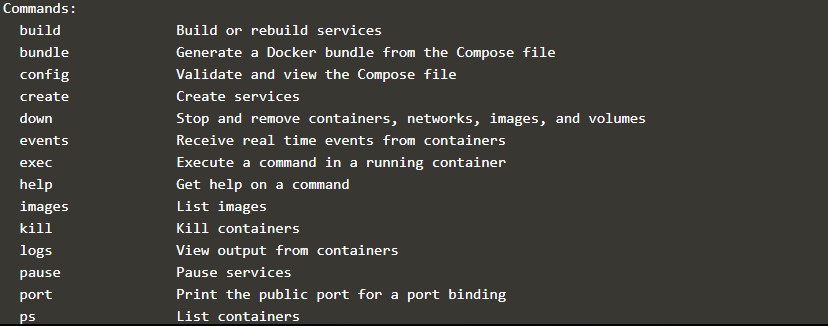 Commands:
  build              Build or rebuild services
  bundle             Generate a Docker bundle from the Compose file
  config             Validate and view the Compose file
  create             Create services
  down               Stop and remove containers, networks, images, and volumes
  events             Receive real time events from containers
  exec               Execute a command in a running container
  help               Get help on a command
  images             List images
  kill               Kill containers
  logs               View output from containers
  pause              Pause services
  port               Print the public port for a port binding
  ps                 List containers